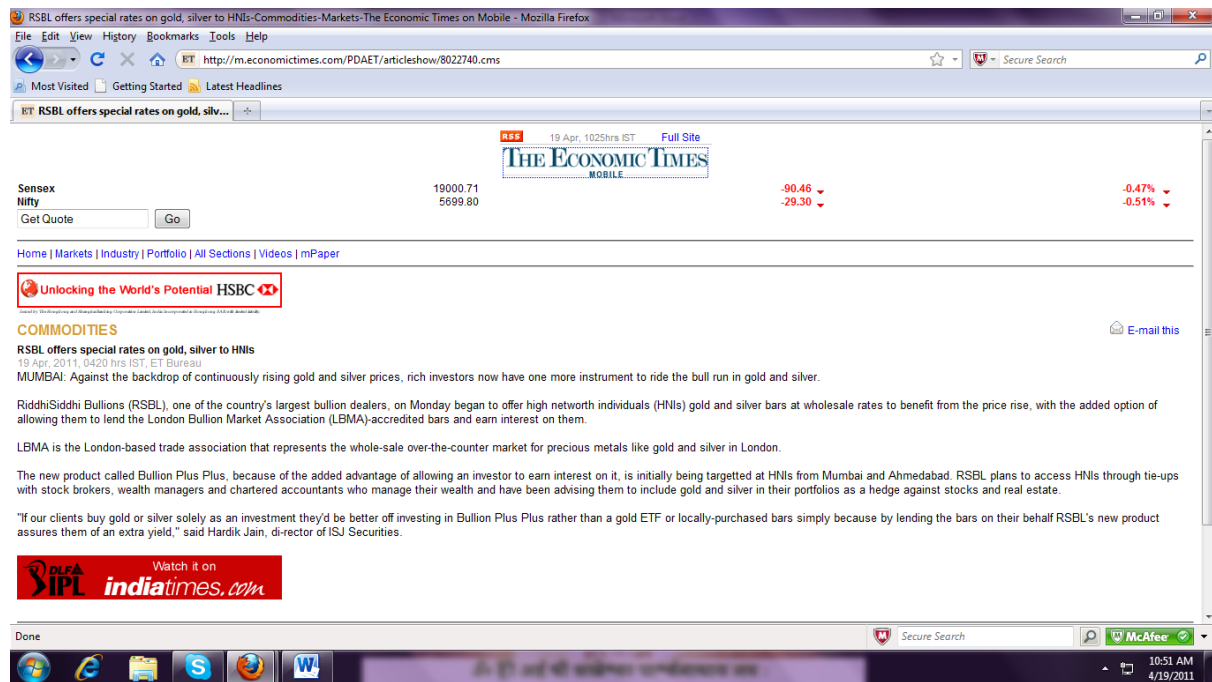 RSBL offers special rates on gold, silver to HNIs-Commodities-Markets-The Economic Times on Mobile - Mozilla Firefox
File Edit View History Bookmarks Tools Help
ET http://m.economictimes.com/PDAET/articleshow/8022740.cms Secure Search
Most Visited Getting Started Latest Headlines
ET RSBL offers special rates on gold, silv...
RSS 19 Apr, 1025hrs IST Full Site
THE ECONOMIC TIMES
MOBILE
Sensex 19000.71 -90.46 -0.47%
Nifty 5699.80 -29.30 -0.51%
Get Quote Go
Home | Markets | Industry | Portfolio | All Sections | Videos | mPaper
Unlocking the World's Potential HSBC
COMMODITIES E-mail this
RSBL offers special rates on gold, silver to HNIs
19 Apr, 2011, 0420 hrs IST, ET Bureau
MUMBAI: Against the backdrop of continuously rising gold and silver prices, rich investors now have one more instrument to ride the bull run in gold and silver.
RiddhiSiddhi Bullions (RSBL), one of the country's largest bullion dealers, on Monday began to offer high networth individuals (HNIs) gold and silver bars at wholesale rates to benefit from the price rise, with the added option of
allowing them to lend the London Bullion Market Association (LBMA)-accredited bars and earn interest on them.
LBMA is the London-based trade association that represents the whole-sale over-the-counter market for precious metals like gold and silver in London.
The new product called Bullion Plus Plus, because of the added advantage of allowing an investor to earn interest on it, is initially being targetted at HNIs from Mumbai and Ahmedabad. RSBL plans to access HNIs through tie-ups
with stock brokers, wealth managers and chartered accountants who manage their wealth and have been advising them to include gold and silver in their portfolios as a hedge against stocks and real estate.
"If our clients buy gold or silver solely as an investment they'd be better off investing in Bullion Plus Plus rather than a gold ETF or locally-purchased bars simply because by lending the bars on their behalf RSBL's new product
assures them of an extra yield," said Hardik Jain, di-rector of ISJ Securities.
DLF IPL Watch it on
indiatimes.com
Done Secure Search McAfee
10:51 AM
4/19/2011